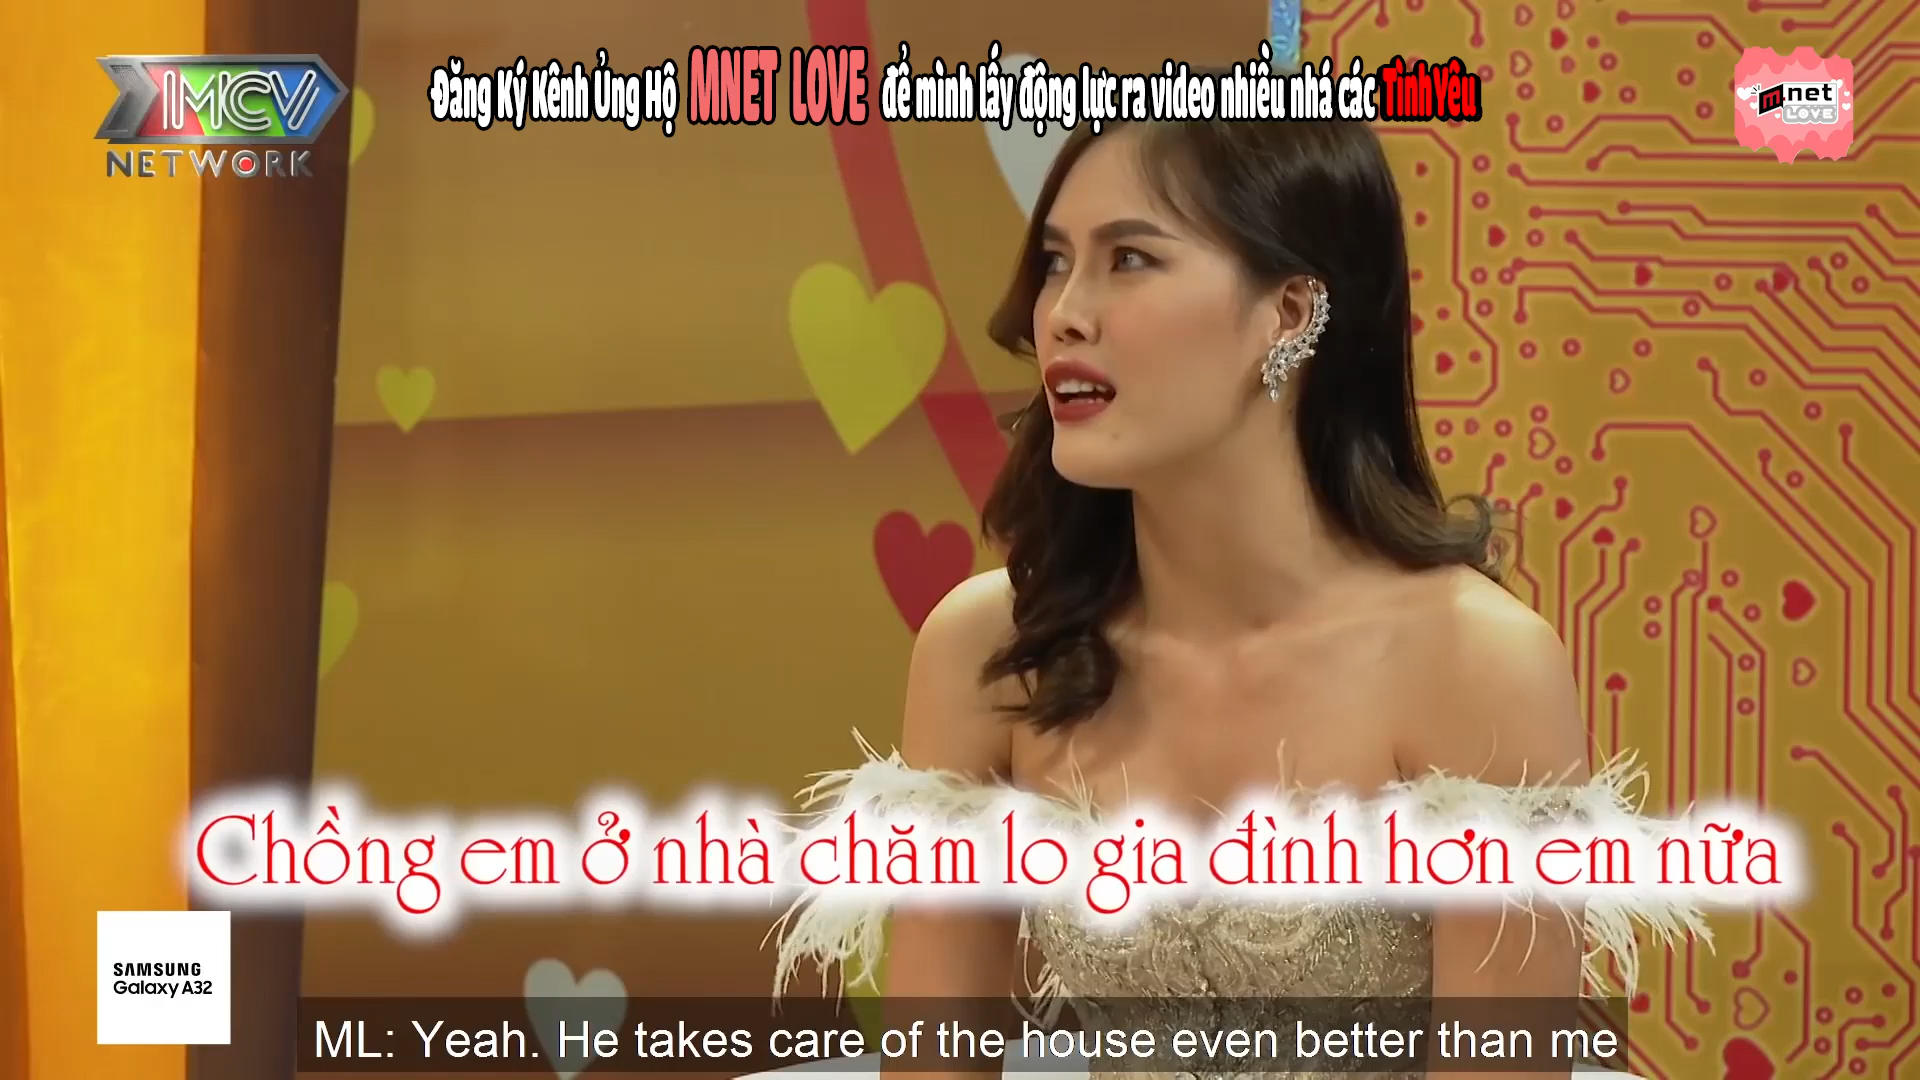 Đăng Ký Kênh Ủng Hộ MNET LOVE để mình lấy động lực ra video nhiều nhá các Tình Yêu
MCV
NETWORK
mnet
LOVE
Chồng em ở nhà chăm lo gia đình hơn em nữa
SAMSUNG
Galaxy A32
ML: Yeah. He takes care of the house even better than me